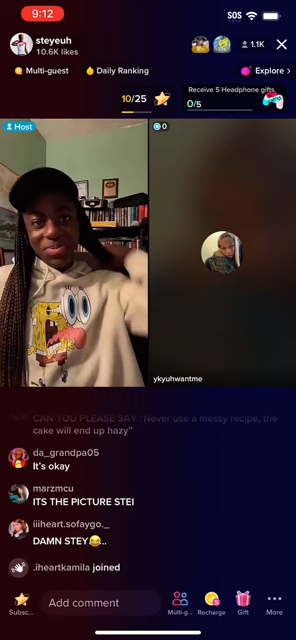 9:12
SOS
steyeuh
10.6K likes
1.1K
Multi-guest
Daily Ranking
Explore >
10/25
Receive 5 Headphone gifts
0/5
Host
0
ykyuhwantme
CAN YOU PLEASE SAY “Never use a messy recipe, the
cake will end up hazy”
da_grandpa05
It’s okay
marzmcu
ITS THE PICTURE STEI
iiiheart.sofaygo._
DAMN STEY😂..
.iheartkamila joined
Subsc...
Add comment
Multi-g...
Recharge
Gift
More